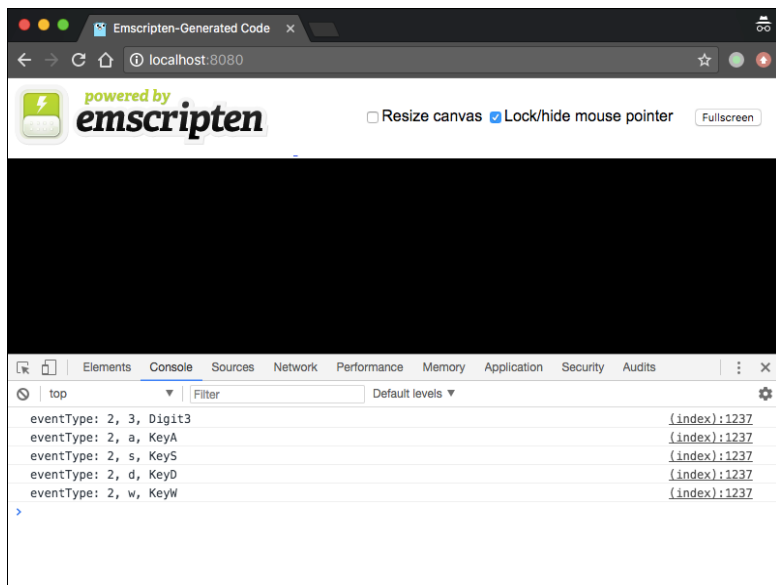 Emscripten-Generated Code
localhost:8080
powered by
emscripten
Resize canvas Lock/hide mouse pointer Fullscreen
Elements Console Sources Network Performance Memory Application Security Audits
top Filter Default levels
eventType: 2, 3, Digit3 (index):1237
eventType: 2, a, KeyA (index):1237
eventType: 2, s, KeyS (index):1237
eventType: 2, d, KeyD (index):1237
eventType: 2, w, KeyW (index):1237